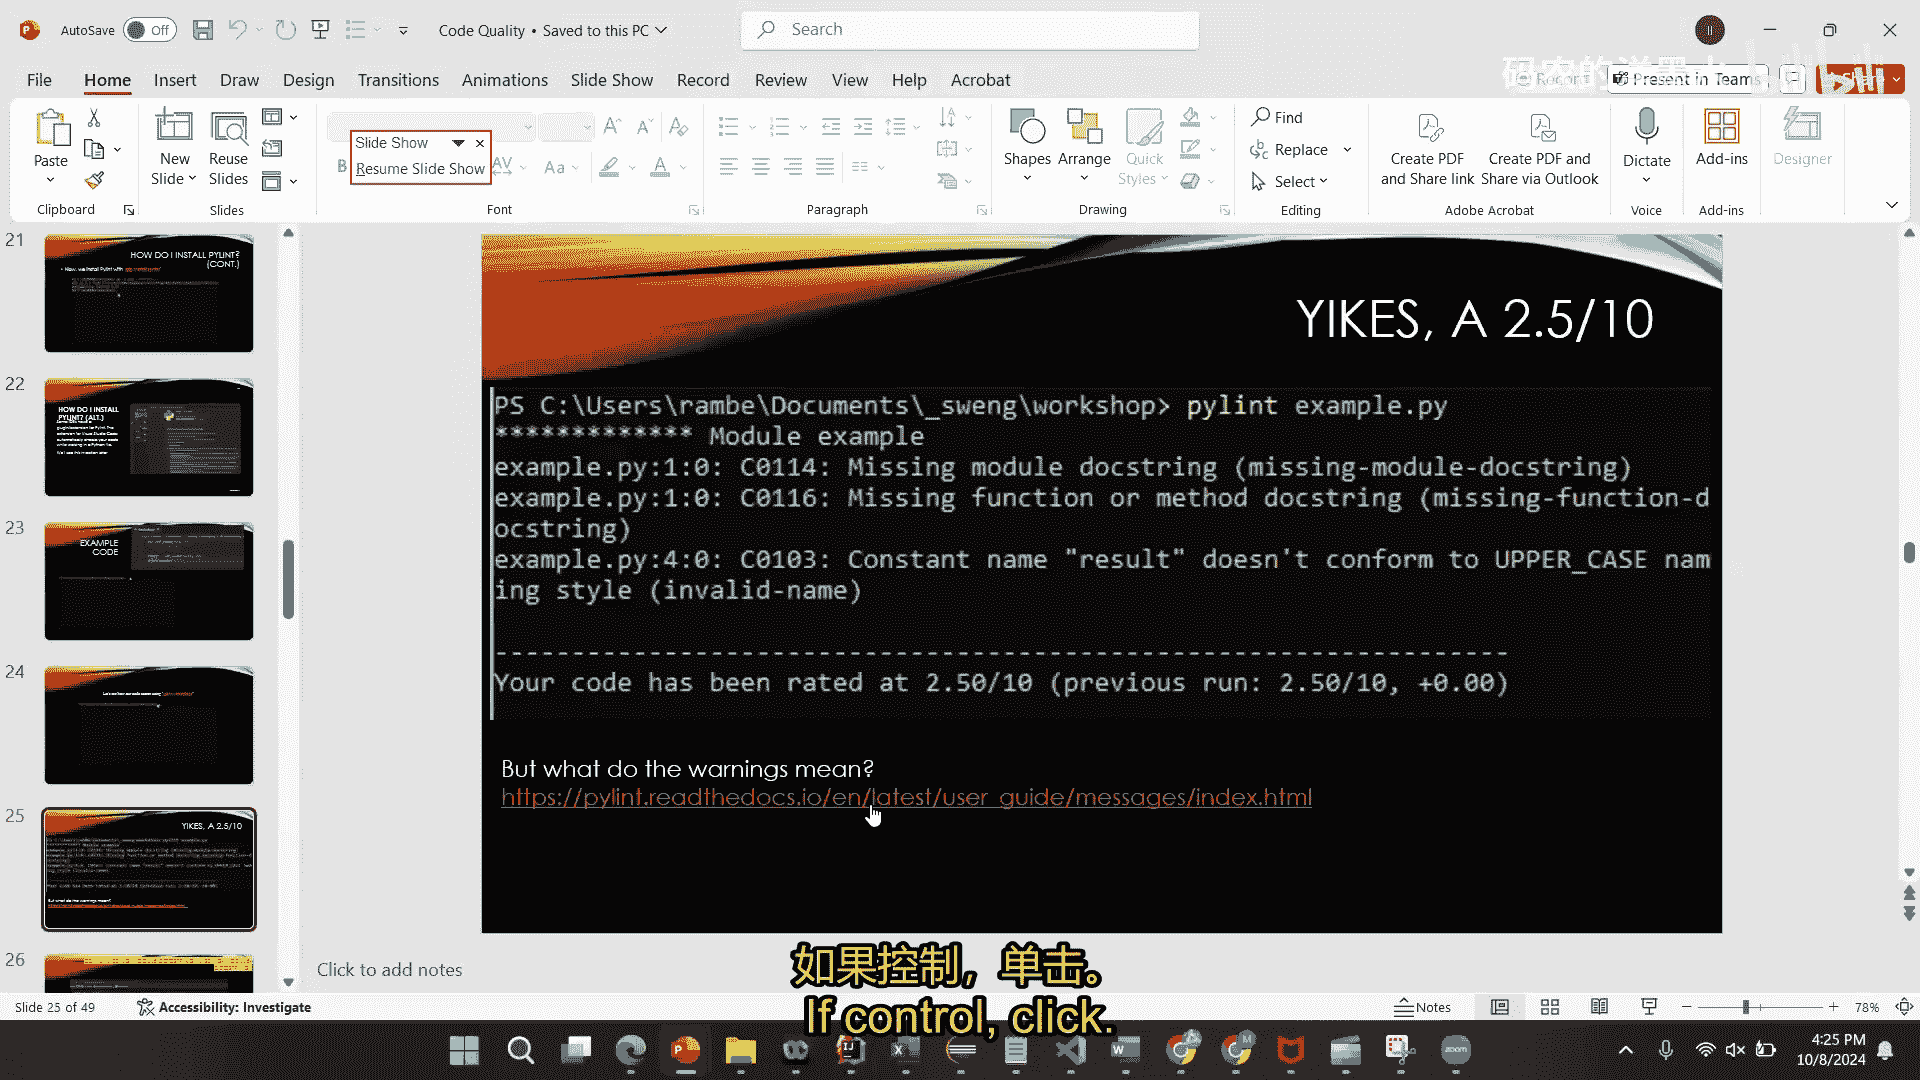 AutoSave Off
Code Quality • Saved to this PC
Search
File Home Insert Draw Design Transitions Animations Slide Show Record Review View Help Acrobat
Record Present in Teams Share
Slide Show
Resume Slide Show
Paste
New Slide
Reuse Slides
B
Aa
A
Shapes
Arrange
Quick Styles
Find
Replace
Select
Create PDF and Share link
Create PDF and Share via Outlook
Dictate
Add-ins
Designer
Clipboard Slides Font Paragraph Drawing Editing Adobe Acrobat Voice Add-ins
21
HOW DO I INSTALL PYLINT? (CONT.)
22
HOW DO I INSTALL PYLINT? (ALT.)
23
EXAMPLE CODE
24
25
YIKES, A 2.5/10
26
YIKES, A 2.5/10
PS C:\Users\rambe\Documents\_sweng\workshop> pylint example.py
************* Module example
example.py:1:0: C0114: Missing module docstring (missing-module-docstring)
example.py:1:0: C0116: Missing function or method docstring (missing-function-d
ocstring)
example.py:4:0: C0103: Constant name "result" doesn't conform to UPPER_CASE nam
ing style (invalid-name)
-------------------------------------------------------------------
Your code has been rated at 2.50/10 (previous run: 2.50/10, +0.00)
But what do the warnings mean?
https://pylint.readthedocs.io/en/latest/user_guide/messages/index.html
Click to add notes
如果控制，单击。
If control, click.
Slide 25 of 49
Accessibility: Investigate
Notes
78%
4:25 PM
10/8/2024
zoom